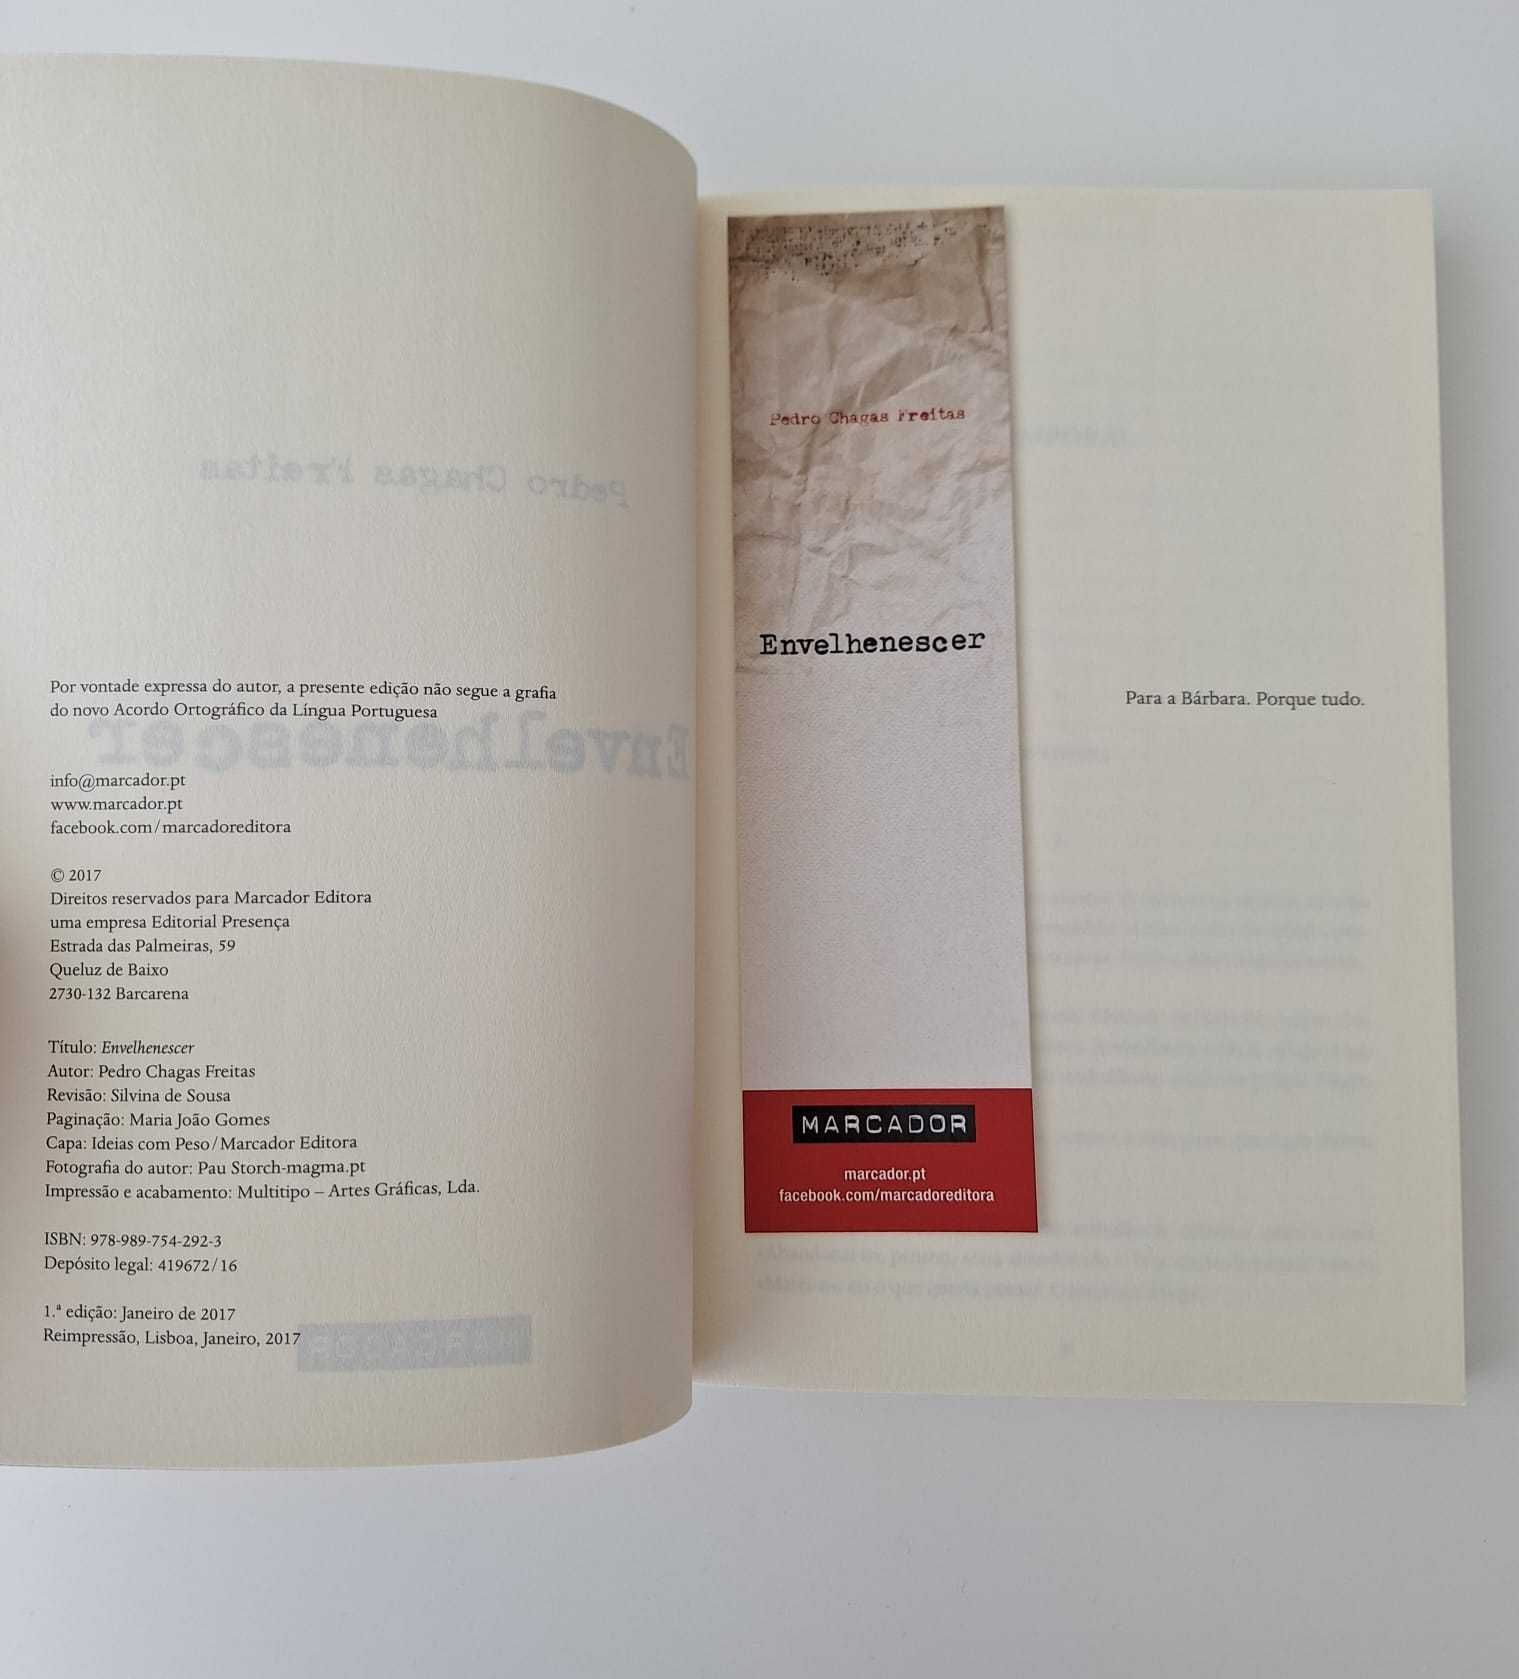 Pedro Chagas Freitas
Envelhenescer
Por vontade expressa do autor, a presente edição não segue a grafia
do novo Acordo Ortográfico da Língua Portuguesa
info@marcador.pt
www.marcador.pt
facebook.com/marcadoreditora
© 2017
Direitos reservados para Marcador Editora
uma empresa Editorial Presença
Estrada das Palmeiras, 59
Queluz de Baixo
2730-132 Barcarena
Título: Envelhenescer
Autor: Pedro Chagas Freitas
Revisão: Silvina de Sousa
Paginação: Maria João Gomes
Capa: Ideias com Peso/Marcador Editora
Fotografia do autor: Pau Storch-magma.pt
Impressão e acabamento: Multitipo – Artes Gráficas, Lda.
ISBN: 978-989-754-292-3
Depósito legal: 419672/16
1.ª edição: Janeiro de 2017
Reimpressão, Lisboa, Janeiro, 2017
MARCADOR
Pedro Chagas Freitas
Envelhenescer
MARCADOR
marcador.pt
facebook.com/marcadoreditora
Para a Bárbara. Porque tudo.